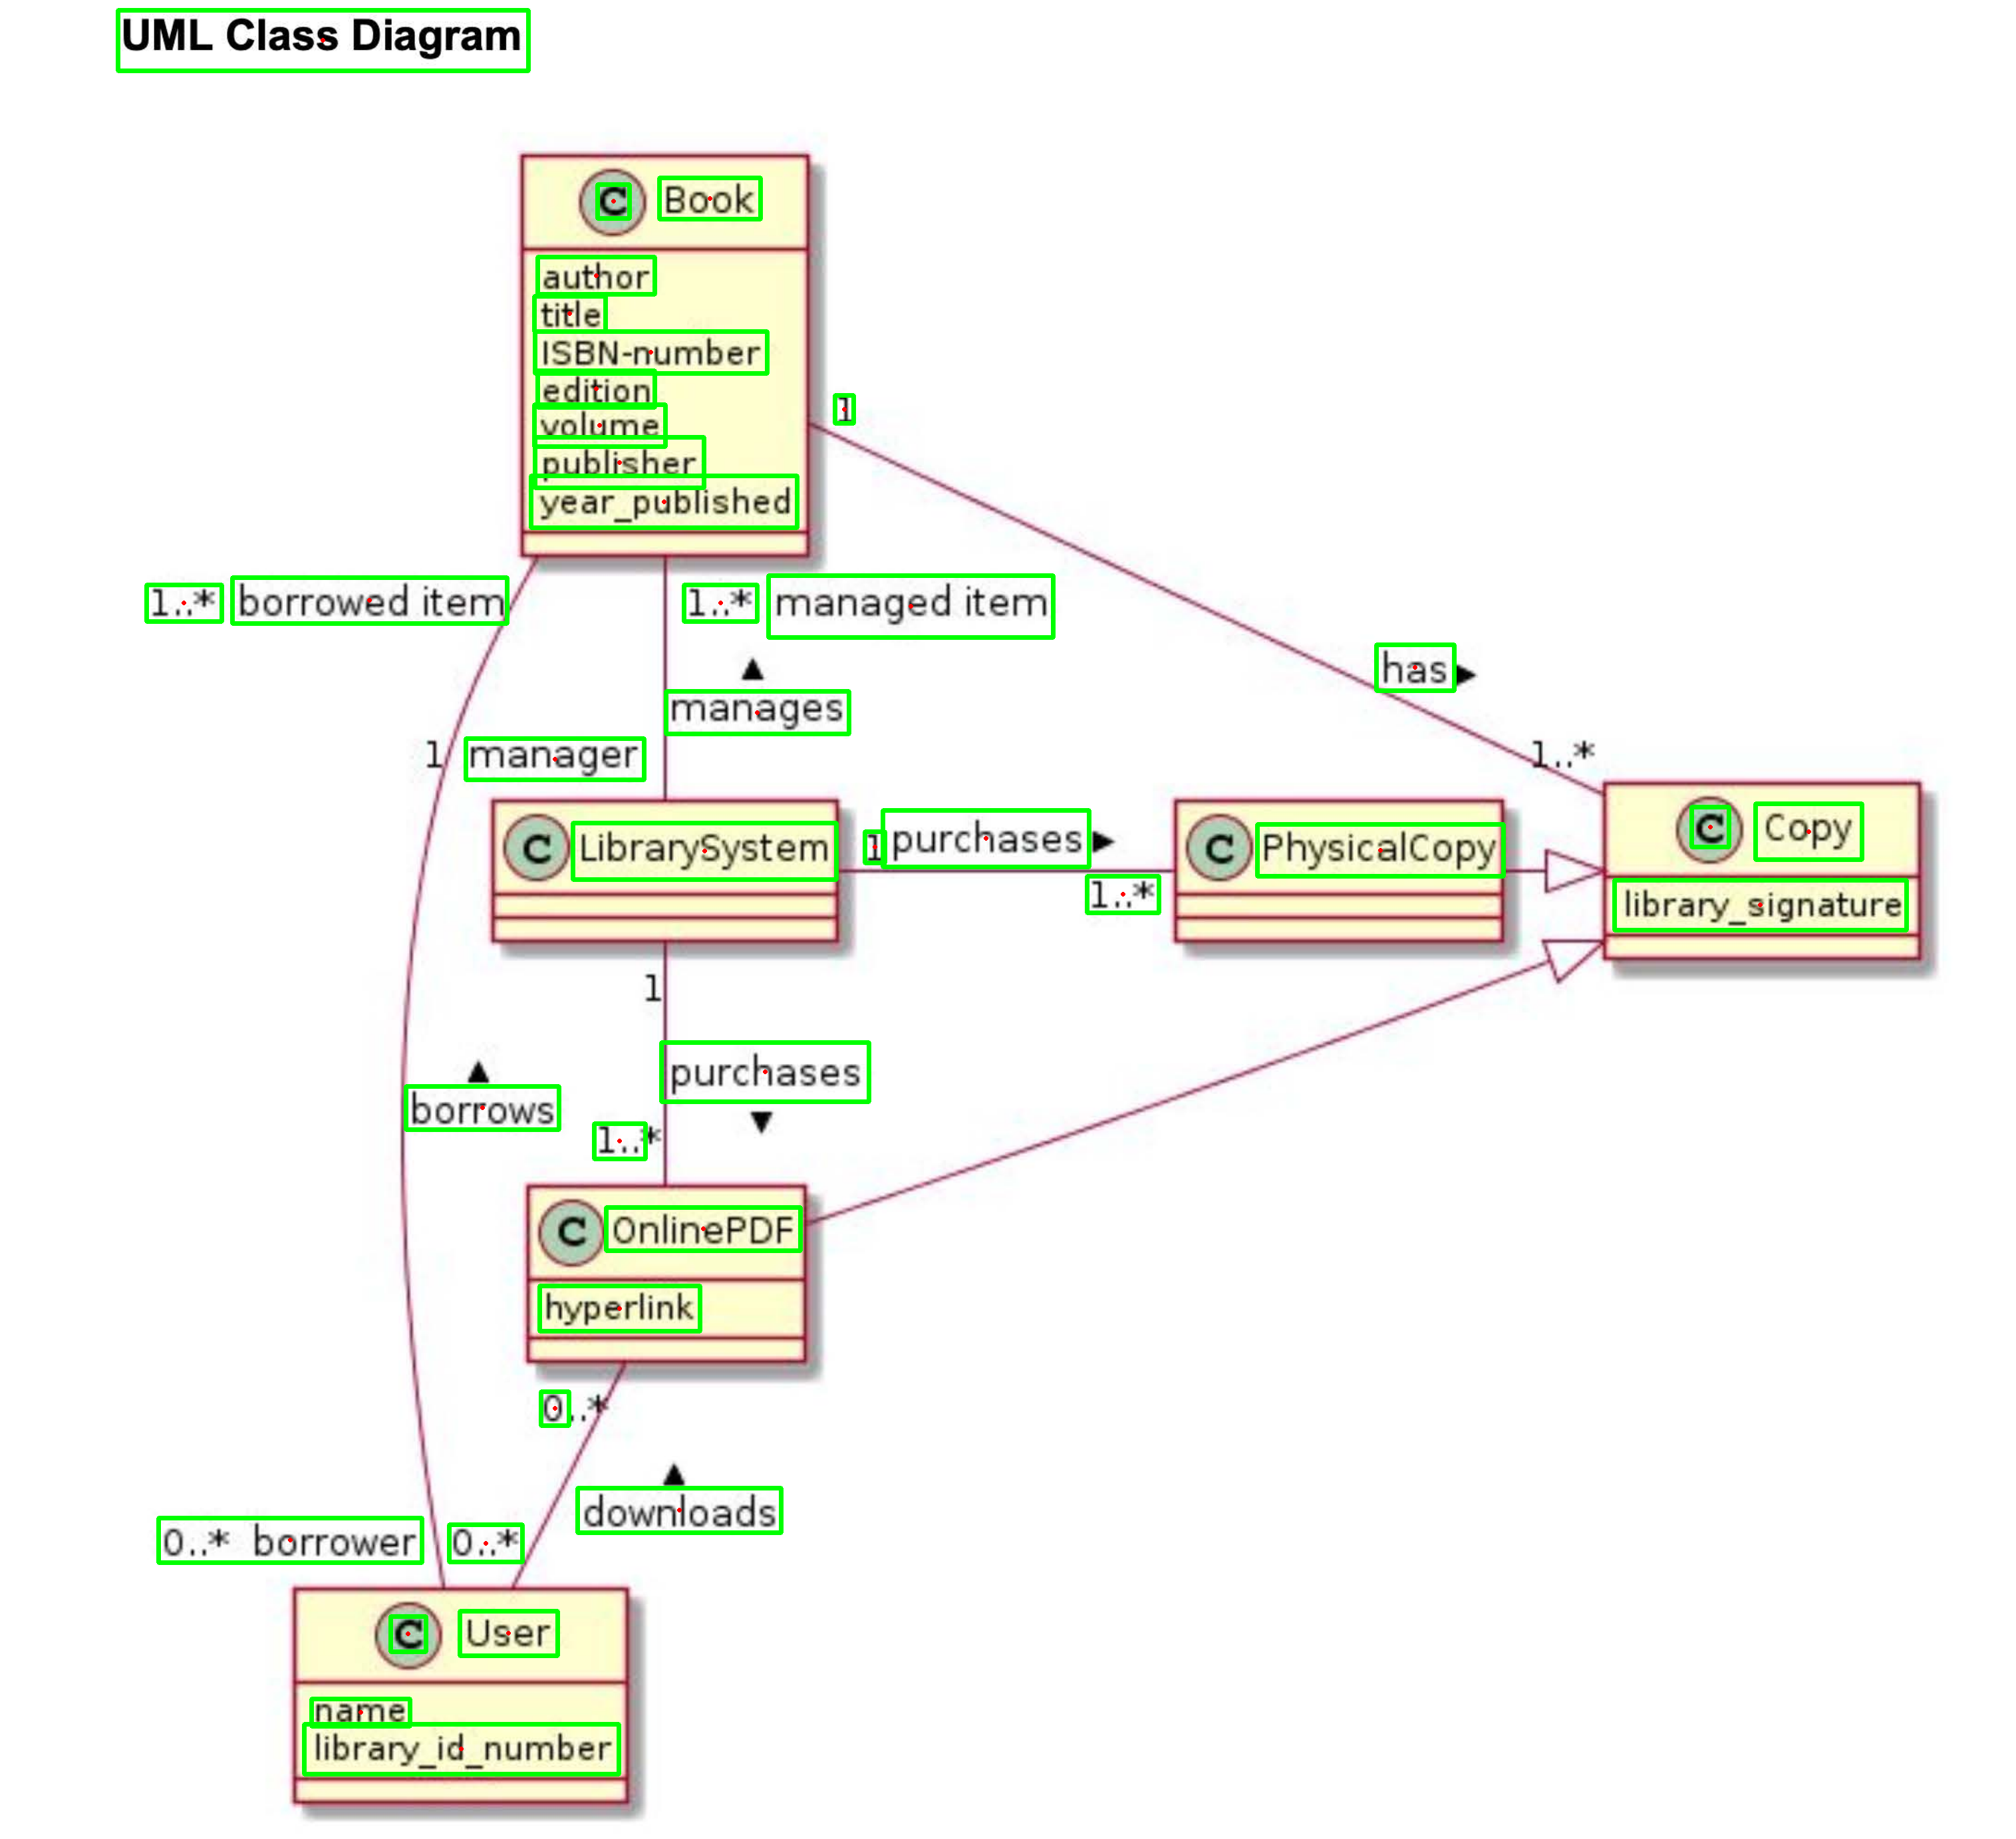 UML Class Diagram
C Book
author
title
ISBN-number
edition
volume
publisher
year_published
1
1..* borrowed item
1..* managed item
has
manages
1 manager
1..*
C LibrarySystem
1 purchases
1..*
C PhysicalCopy
C Copy
library_signature
1
purchases
borrows
1..*
C OnlinePDF
hyperlink
0..*
downloads
0..* borrower
0..*
C User
name
library_id_number